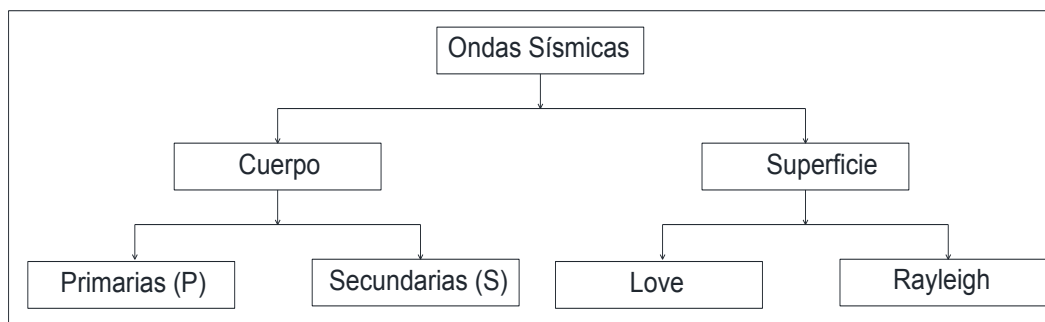 Ondas Sísmicas
Cuerpo
Superficie
Primarias (P)
Secundarias (S)
Love
Rayleigh